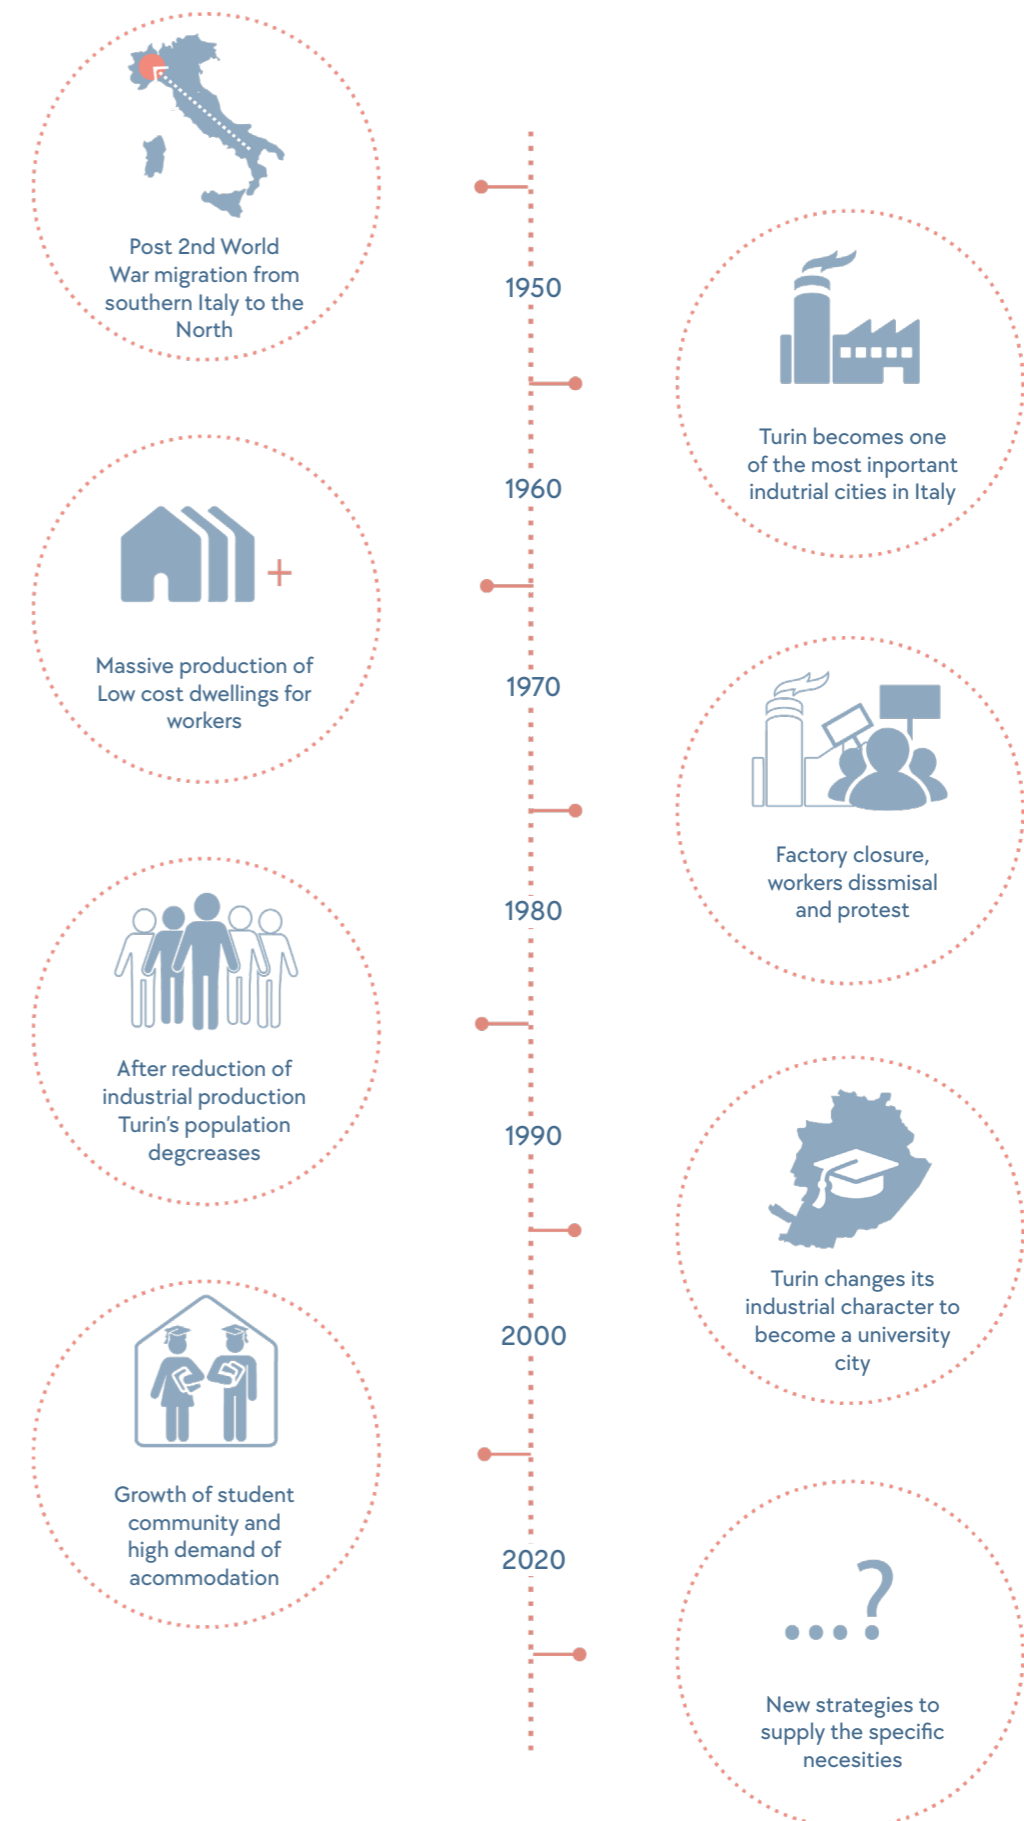 Post 2nd World
War migration from
southern Italy to the
North
1950
Turin becomes one
of the most inportant
indutrial cities in Italy
1960
Massive production of
Low cost dwellings for
workers
1970
Factory closure,
workers dissmisal
and protest
1980
After reduction of
industrial production
Turin's population
degcreases
1990
Turin changes its
industrial character to
become a university
city
2000
Growth of student
community and
high demand of
acommodation
2020
...?
New strategies to
supply the specific
necesities